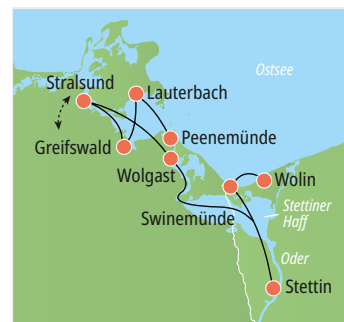 Ostsee
Stralsund
Lauterbach
Peenemünde
Greifswald
Wolgast
Wolin
Swinemünde
Stettiner
Haff
Oder
Stettin